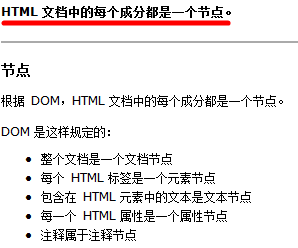 HTML 文档中的每个成分都是一个节点。
节点
根据 DOM，HTML 文档中的每个成分都是一个节点。
DOM 是这样规定的：
• 整个文档是一个文档节点
• 每个 HTML 标签是一个元素节点
• 包含在 HTML 元素中的文本是文本节点
• 每一个 HTML 属性是一个属性节点
• 注释属于注释节点